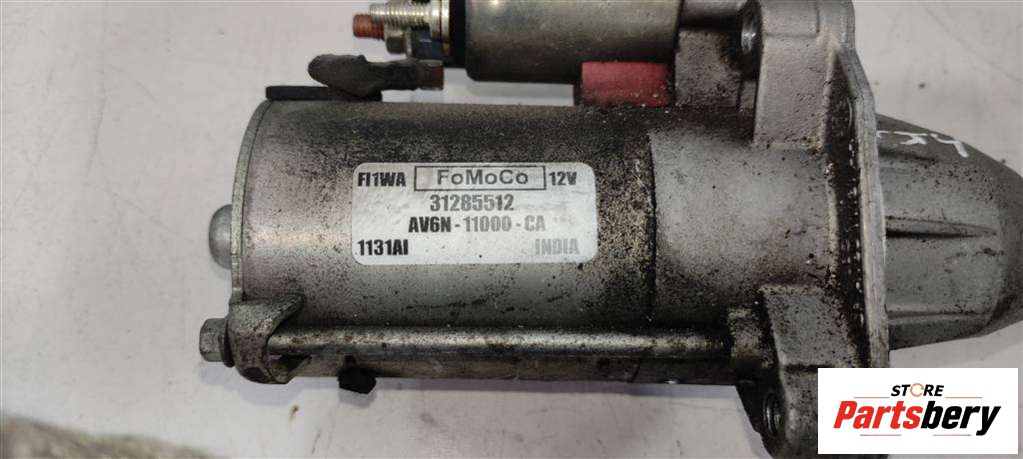 FI1WA FoMoCo 12V
31285512
AV6N-11000-CA
1131AI INDIA
STORE
Partsbery